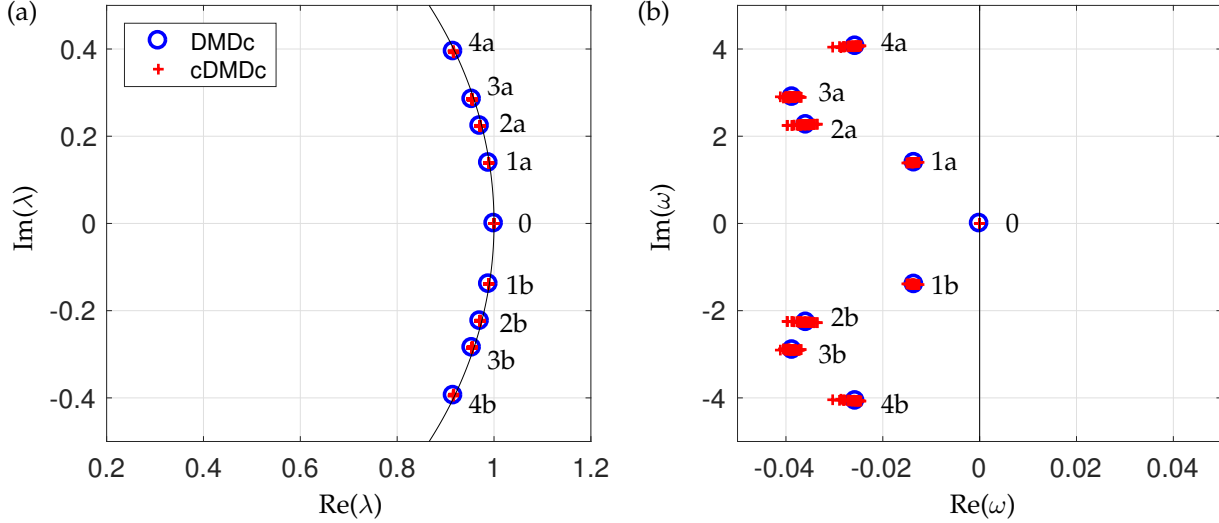 (a)
DMDc
cDMDc
4a
3a
2a
1a
0
1b
2b
3b
4b
0.4
0.2
0
-0.2
-0.4
Im(λ)
0.2 0.4 0.6 0.8 1 1.2
Re(λ)
(b)
4a
3a
2a
1a
0
1b
2b
3b
4b
4
2
0
-2
-4
Im(ω)
-0.04 -0.02 0 0.02 0.04
Re(ω)